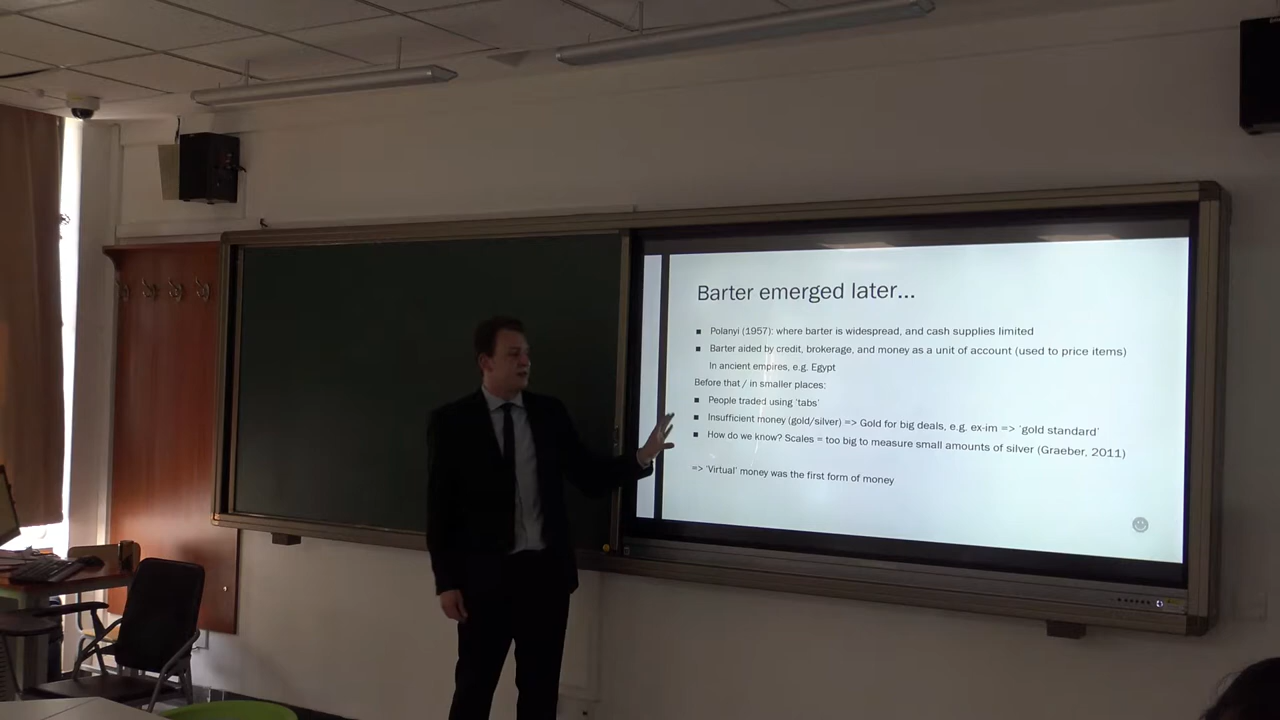 Barter emerged later...
Polanyi (1957): where barter is widespread, and cash supplies limited
Barter aided by credit, brokerage, and money as a unit of account (used to price items)
In ancient empires, e.g. Egypt
Before that / in smaller places:
People traded using 'tabs'
Insufficient money (gold/silver) => Gold for big deals, e.g. ex-im => 'gold standard'
How do we know? Scales = too big to measure small amounts of silver (Graeber, 2011)
=> 'Virtual' money was the first form of money